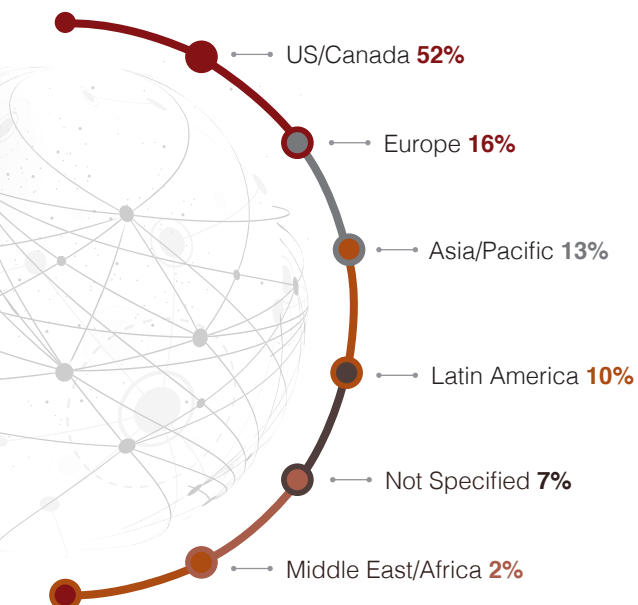 US/Canada 52%
Europe 16%
Asia/Pacific 13%
Latin America 10%
Not Specified 7%
Middle East/Africa 2%